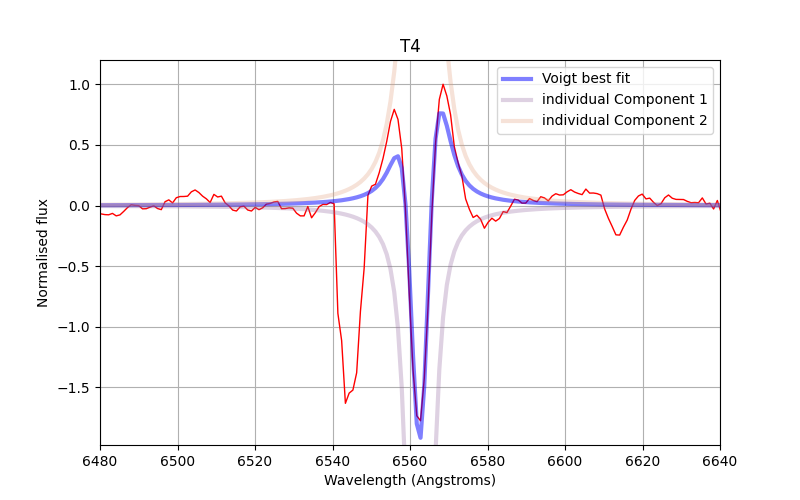 T4
Voigt best fit
individual Component 1
individual Component 2
1.0
0.5
0.0
−0.5
−1.0
−1.5
Normalised flux
6480 6500 6520 6540 6560 6580 6600 6620 6640
Wavelength (Angstroms)